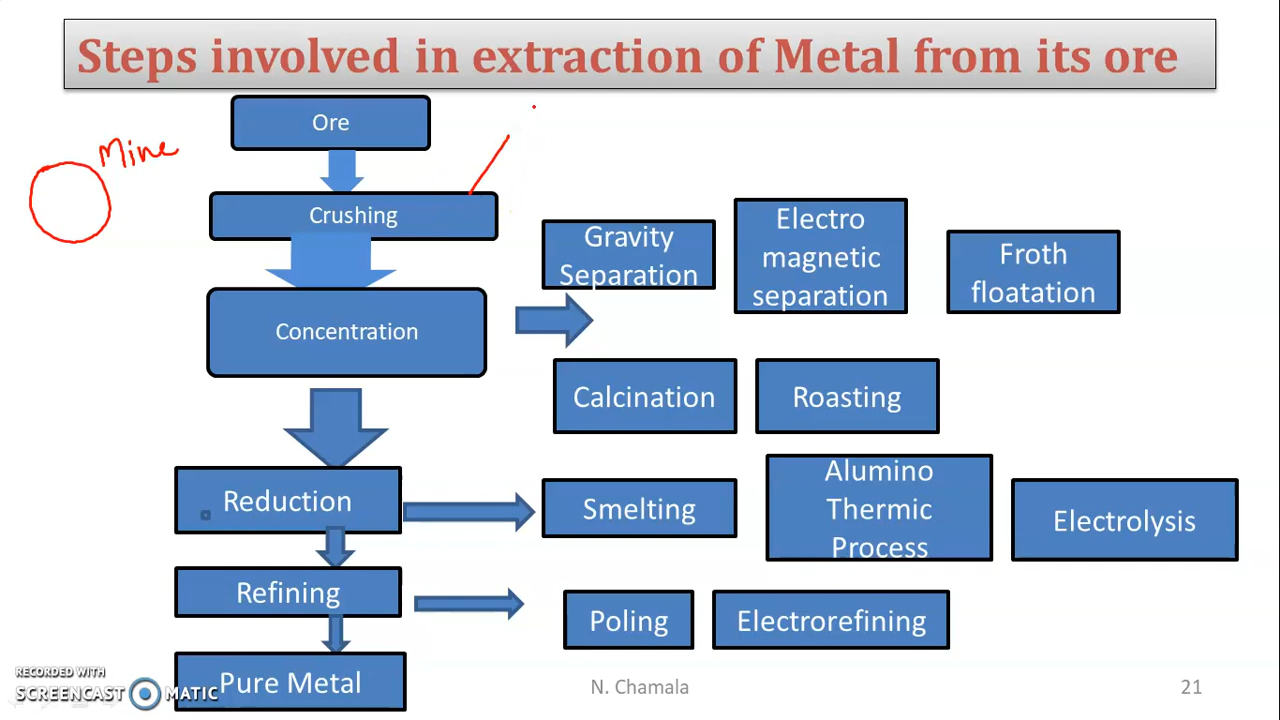 Steps involved in extraction of Metal from its ore
Ore
Mine
Crushing
Gravity
Separation
Electro
magnetic
separation
Froth
floatation
Concentration
Calcination
Roasting
Reduction
Smelting
Alumino
Thermic
Process
Electrolysis
Refining
Poling
Electrorefining
Pure Metal
RECORDED WITH
SCREENCAST MATIC
N. Chamala
21